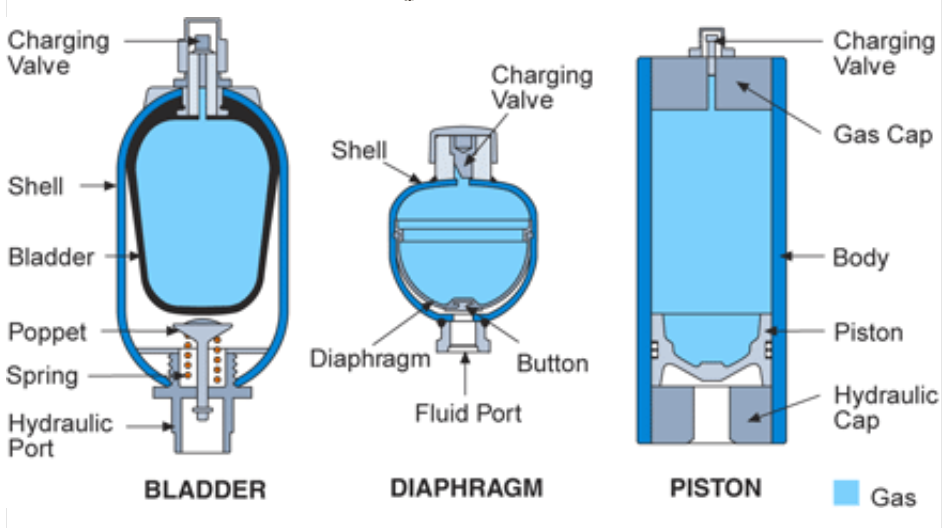 Charging
Valve
Shell
Bladder
Poppet
Spring
Hydraulic
Port
BLADDER
Charging
Valve
Shell
Diaphragm
Button
Fluid Port
DIAPHRAGM
Charging
Valve
Gas Cap
Body
Piston
Hydraulic
Cap
PISTON
Gas